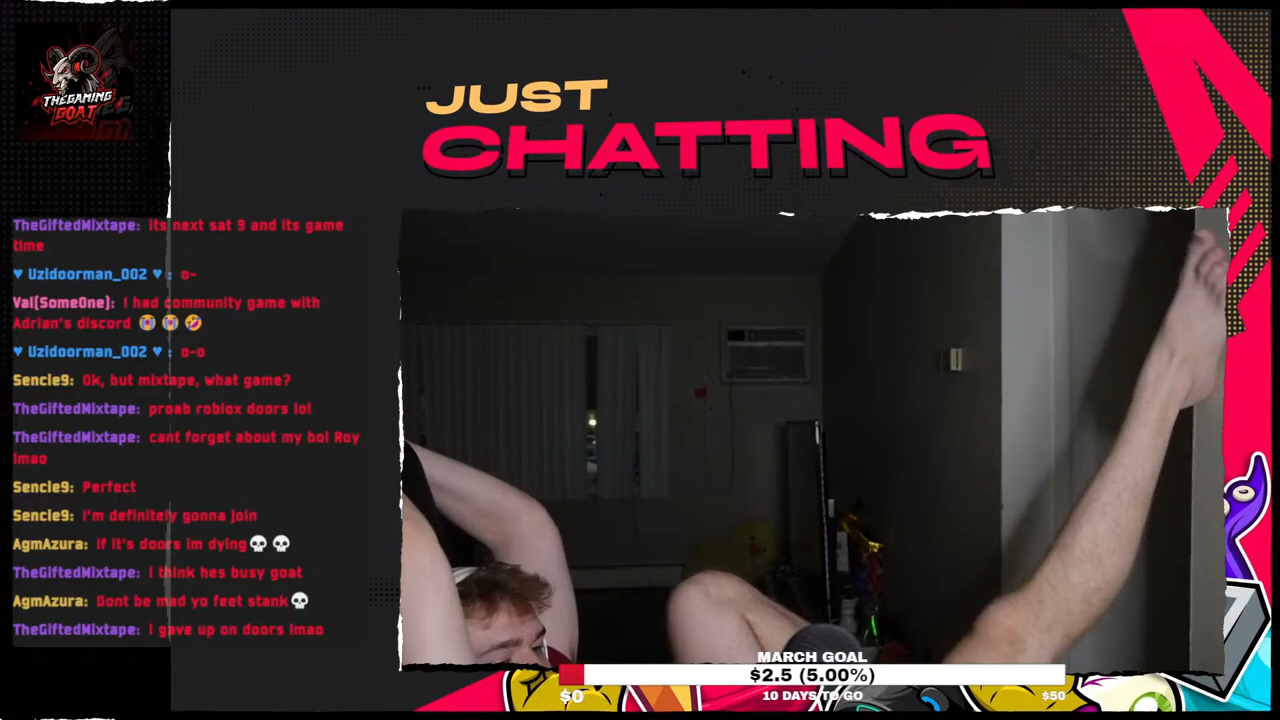 THEGAMING
GOAT
JUST
CHATTING
TheGiftedMixtape: Its next sat 9 and its game
time
♥ Uzidoorman_002 ♥ : o-
Val(SomeOne): I had community game with
Adrian's discord 😭 😭 🤣
♥ Uzidoorman_002 ♥ : o-o
Sencie9: Ok, but mixtape, what game?
TheGiftedMixtape: proab roblox doors lol
TheGiftedMixtape: cant forget about my boi Roy
lmao
Sencie9: Perfect
Sencie9: I'm definitely gonna join
AgmAzura: If it's doors im dying💀 💀
TheGiftedMixtape: I think hes busy goat
AgmAzura: Dont be mad yo feet stank💀
TheGiftedMixtape: I gave up on doors lmao
MARCH GOAL
$2.5 (5.00%)
$0 10 DAYS TO GO $50